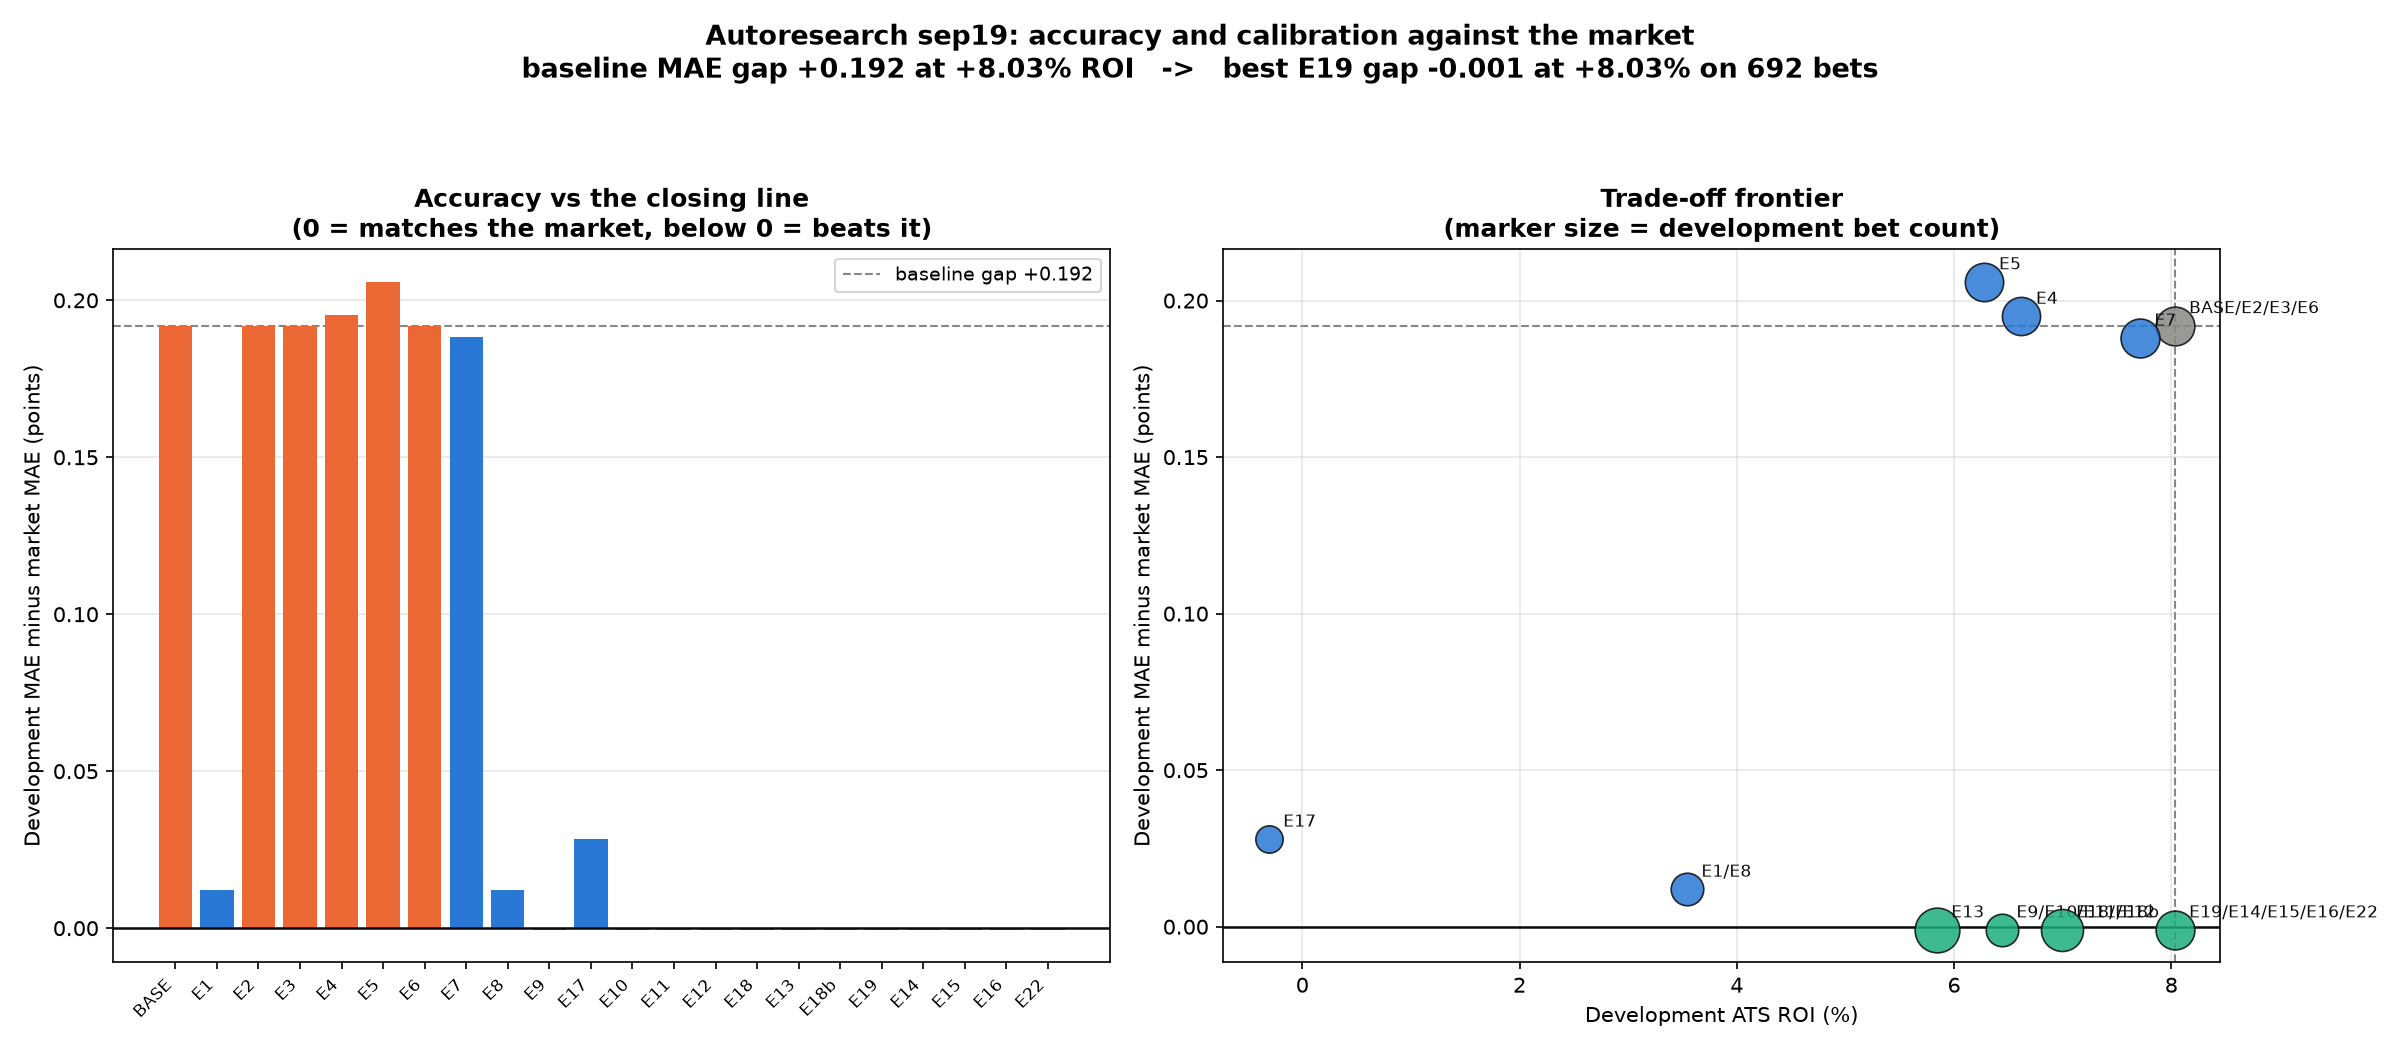 Autoresearch sep19: accuracy and calibration against the market
baseline MAE gap +0.192 at +8.03% ROI -> best E19 gap -0.001 at +8.03% on 692 bets
Accuracy vs the closing line
(0 = matches the market, below 0 = beats it)
baseline gap +0.192
Development MAE minus market MAE (points)
0.20
0.15
0.10
0.05
0.00
BASE
E1
E2
E3
E4
E5
E6
E7
E8
E9
E17
E10
E11
E12
E18
E13
E18b
E19
E14
E15
E16
E22
Trade-off frontier
(marker size = development bet count)
Development MAE minus market MAE (points)
0.20
0.15
0.10
0.05
0.00
E5
E4
BASE/E2/E3/E6
E7
E17
E1/E8
E13
E19/E14/E15/E16/E22
0
2
4
6
8
Development ATS ROI (%)